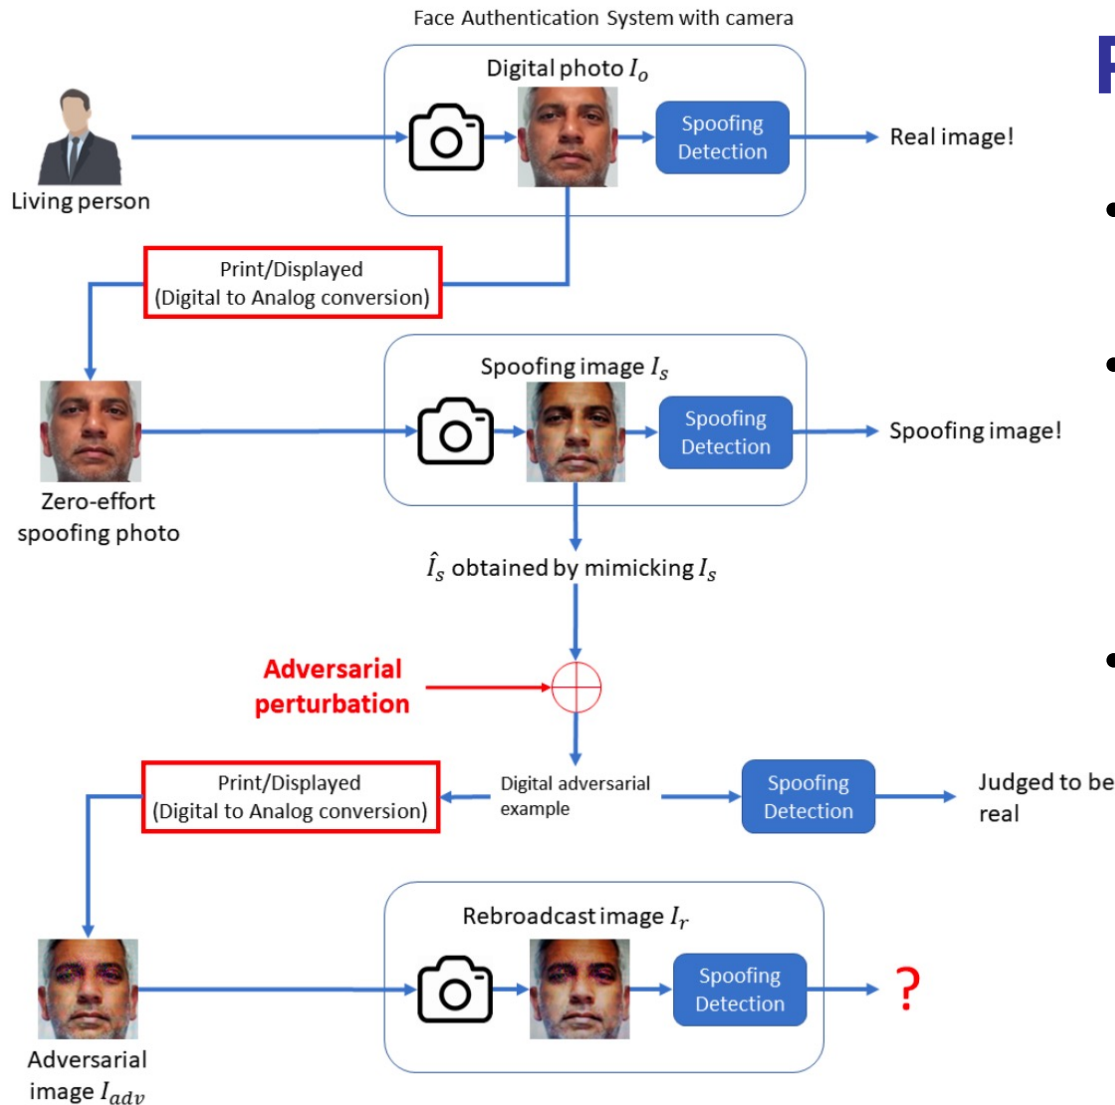 Face Authentication System with camera
Digital photo I_o
Spoofing
Detection
Real image!
Living person
Print/Displayed
(Digital to Analog conversion)
Spoofing image I_s
Spoofing
Detection
Spoofing image!
Zero-effort
spoofing photo
Î_s obtained by mimicking I_s
Adversarial
perturbation
Print/Displayed
(Digital to Analog conversion)
Digital adversarial
example
Spoofing
Detection
Judged to be
real
Rebroadcast image I_r
Spoofing
Detection
?
Adversarial
image I_adv